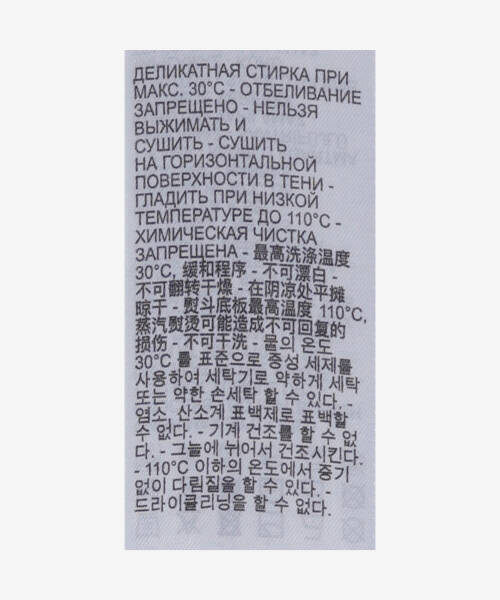 ДЕЛИКАТНАЯ СТИРКА ПРИ
МАКС. 30°C - ОТБЕЛИВАНИЕ
ЗАПРЕЩЕНО - НЕЛЬЗЯ
ВЫЖИМАТЬ И
СУШИТЬ - СУШИТЬ
НА ГОРИЗОНТАЛЬНОЙ
ПОВЕРХНОСТИ В ТЕНИ -
ГЛАДИТЬ ПРИ НИЗКОЙ
ТЕМПЕРАТУРЕ ДО 110°C -
ХИМИЧЕСКАЯ ЧИСТКА
ЗАПРЕЩЕНА - 最高洗涤温度
30°C, 缓和程序 - 不可漂白 -
不可翻转干燥 - 在阴凉处平摊
晾干 - 熨斗底板最高温度 110°C,
蒸汽熨烫可能造成不可回复的
损伤 - 不可干洗 - 물의 온도
30°C 를 표준으로 중성 세제를
사용하여 세탁기로 약하게 세탁
또는 약한 손세탁 할 수 있다. -
염소, 산소계 표백제로 표백할
수 없다. - 기계 건조를 할 수 없
다. - 그늘에 뉘어서 건조시킨다.
- 110°C 이하의 온도에서 증기
없이 다림질을 할 수 있다. -
드라이클리닝을 할 수 없다.